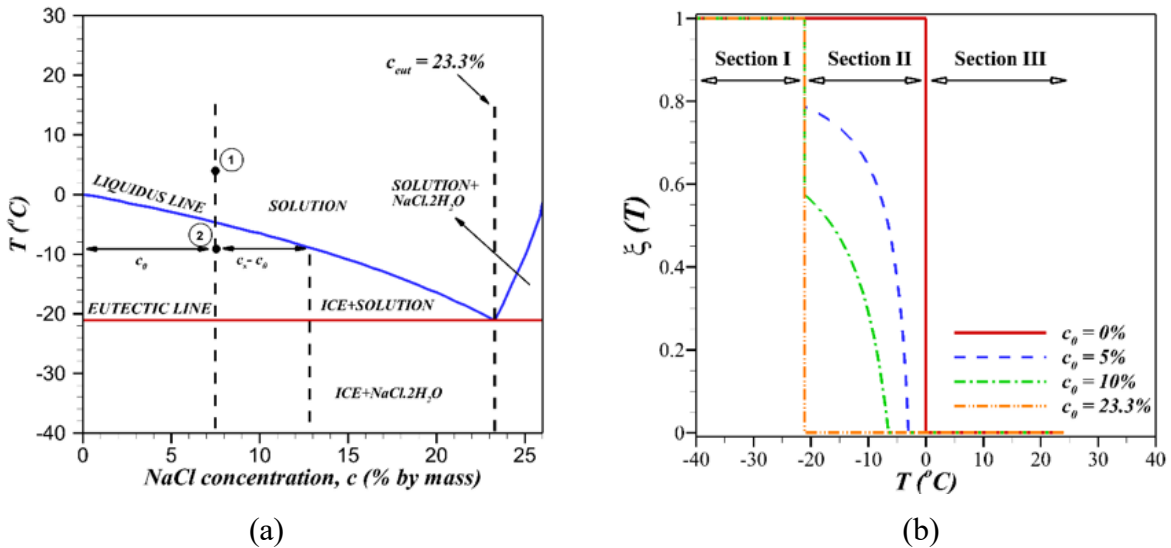 30
20
10
0
-10
-20
-30
-40
T (°C)
0
5
10
15
20
25
NaCl concentration, c (% by mass)
c_eut = 23.3%
1
LIQUIDUS LINE
SOLUTION
SOLUTION+
NaCl.2H₂O
2
c₀
cₛ- c₀
EUTECTIC LINE
ICE+SOLUTION
ICE+NaCl.2H₂O
(a)
1
0.8
0.6
0.4
0.2
0
ξ (T)
Section I
Section II
Section III
c₀ = 0%
c₀ = 5%
c₀ = 10%
c₀ = 23.3%
-40
-30
-20
-10
0
10
20
30
40
T (°C)
(b)